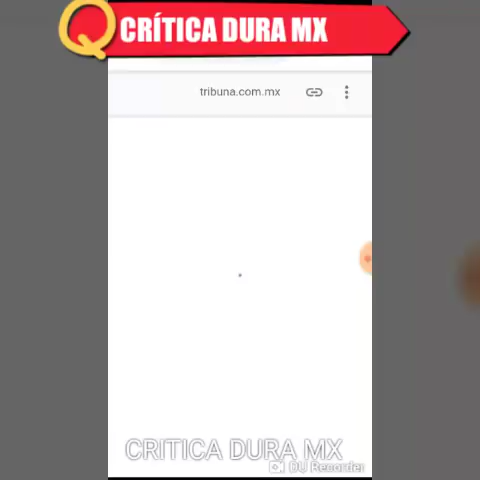 CRÍTICA DURA MX
tribuna.com.mx
CRITICA DURA MX
DU Recorder